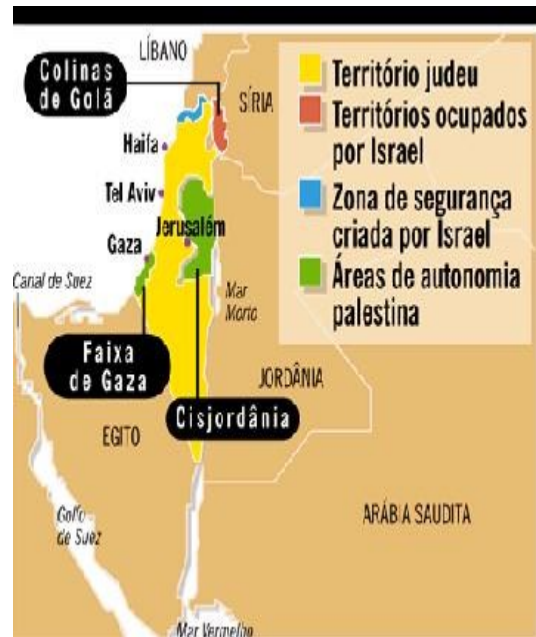 LÍBANO
Colinas
de Golã
SÍRIA
Haifa
Tel Aviv
Jerusalém
Gaza
Canal de Suez
Mar
Morto
Faixa
de Gaza
Cisjordânia
JORDÂNIA
EGITO
Golfo
de Suez
ARÁBIA SAUDITA
Mar Vermelho
Território judeu
Territórios ocupados
por Israel
Zona de segurança
criada por Israel
Áreas de autonomia
palestina